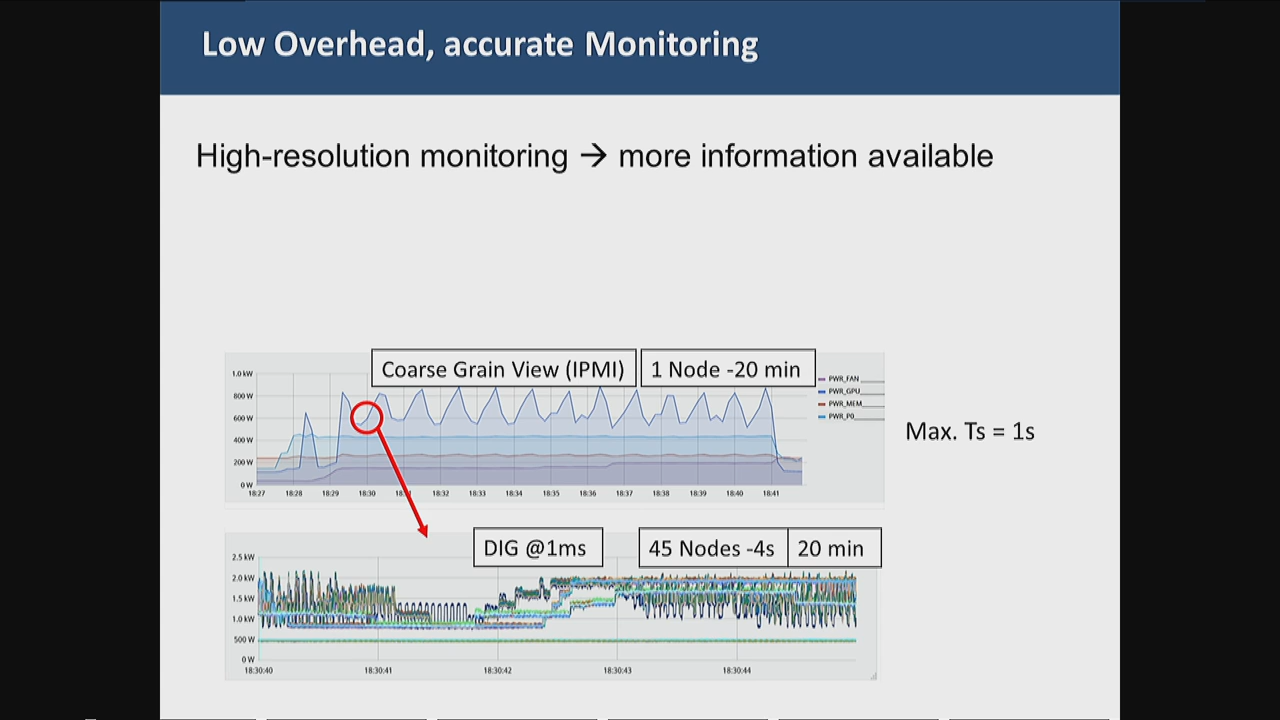 Low Overhead, accurate Monitoring
High-resolution monitoring → more information available
Coarse Grain View (IPMI)
1 Node -20 min
1.0 kW
800 W
600 W
400 W
200 W
0 W
18:27 18:28 18:29 18:30 18:32 18:33 18:34 18:35 18:36 18:37 18:38 18:39 18:40 18:41
PWR_FAN
PWR_GPU
PWR_MEM
PWR_P0
Max. Ts = 1s
DIG @1ms
45 Nodes -4s
20 min
2.5 kW
2.0 kW
1.5 kW
1.0 kW
500 W
0 W
18:30:40 18:30:41 18:30:42 18:30:43 18:30:44